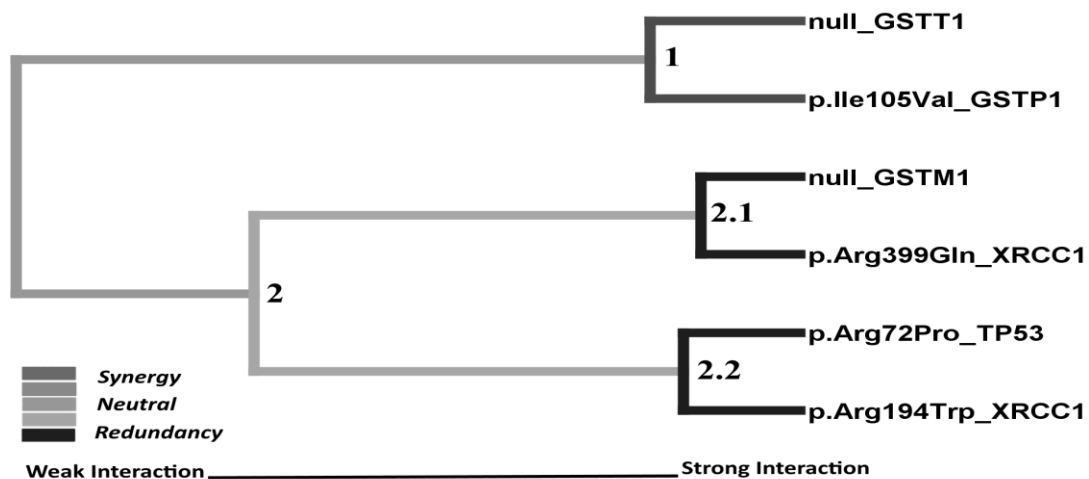 null_GSTT1
1
p.Ile105Val_GSTP1
null_GSTM1
2.1
p.Arg399Gln_XRCC1
2
p.Arg72Pro_TP53
2.2
p.Arg194Trp_XRCC1
Synergy
Neutral
Redundancy
Weak Interaction
Strong Interaction